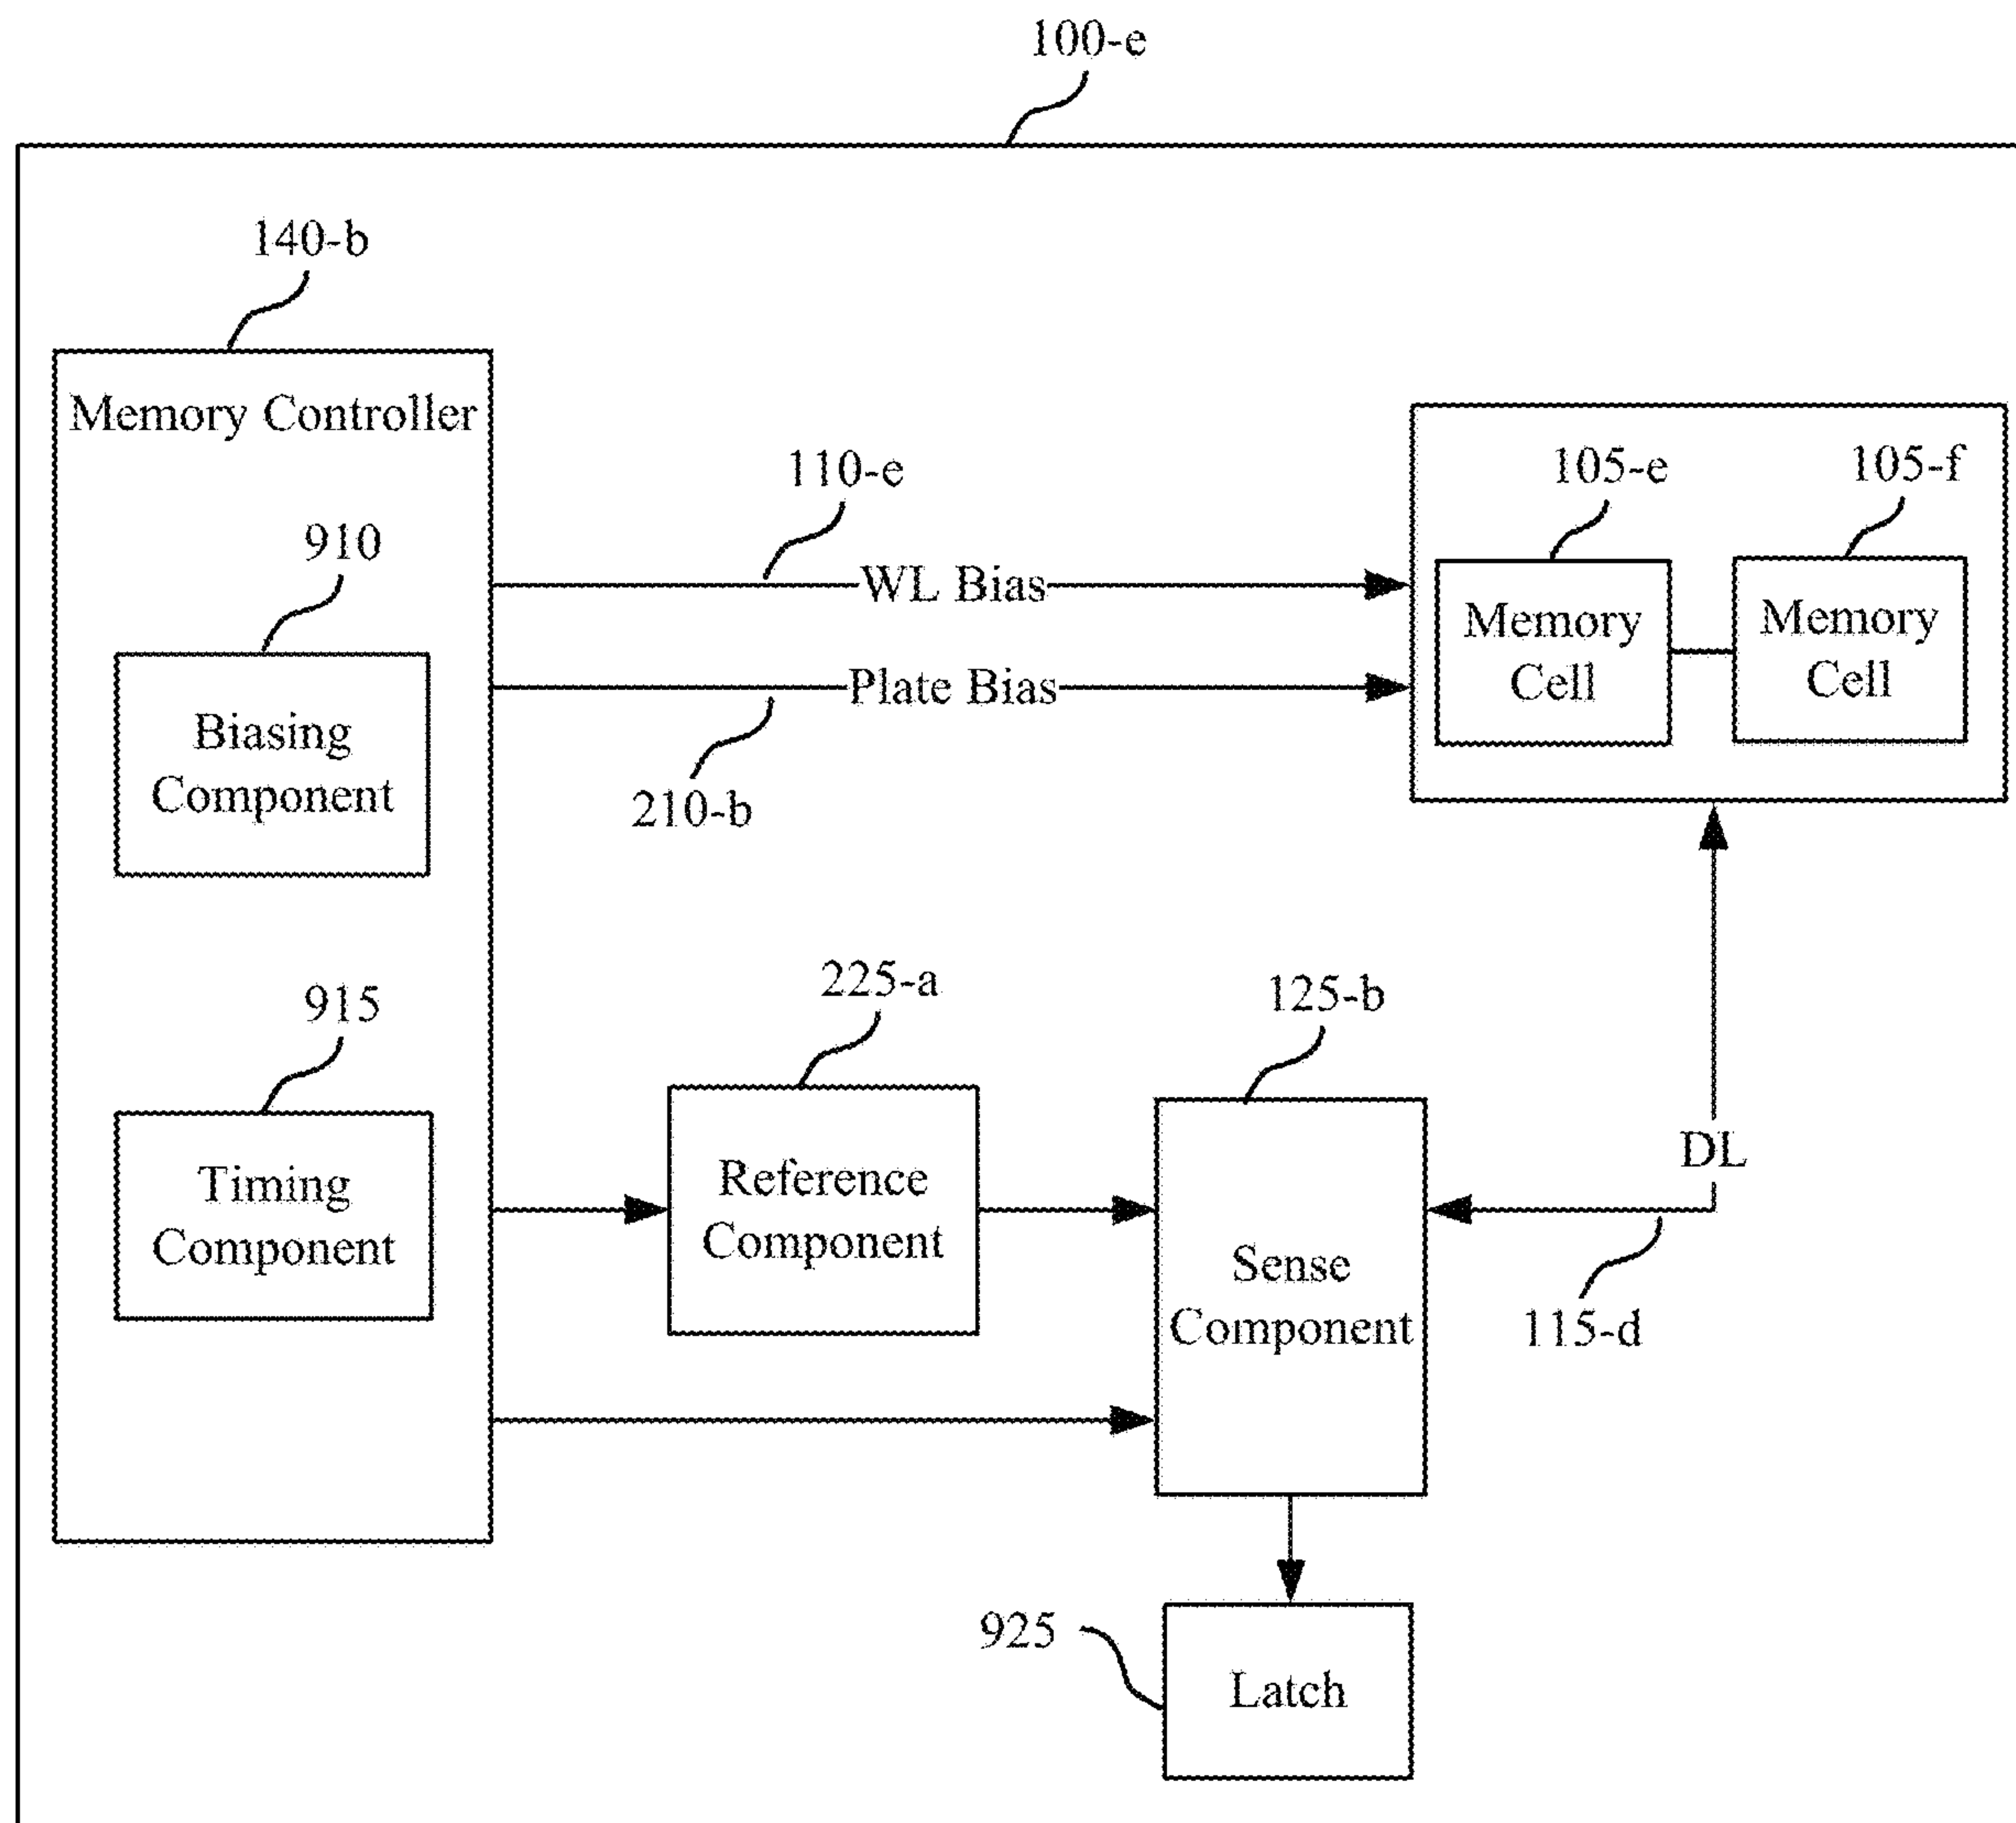 100-e
140-b
Memory Controller
110-e
105-e
105-f
910
WL Bias
Memory
Cell
Memory
Cell
Plate Bias
Biasing
Component
210-b
225-a
125-b
915
DL
Timing
Component
Reference
Component
Sense
Component
115-d
925
Latch